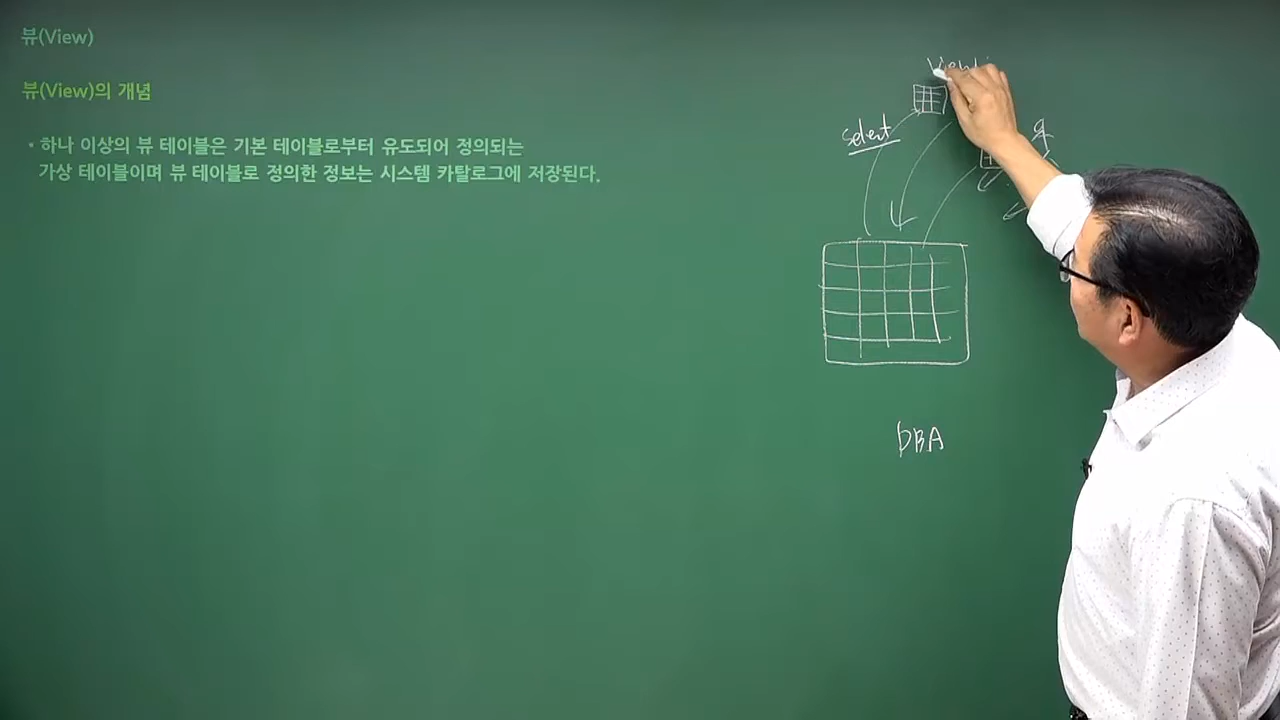 뷰(View)
뷰(View)의 개념
• 하나 이상의 뷰 테이블은 기본 테이블로부터 유도되어 정의되는
가상 테이블이며 뷰 테이블로 정의한 정보는 시스템 카탈로그에 저장된다.
select
DBA